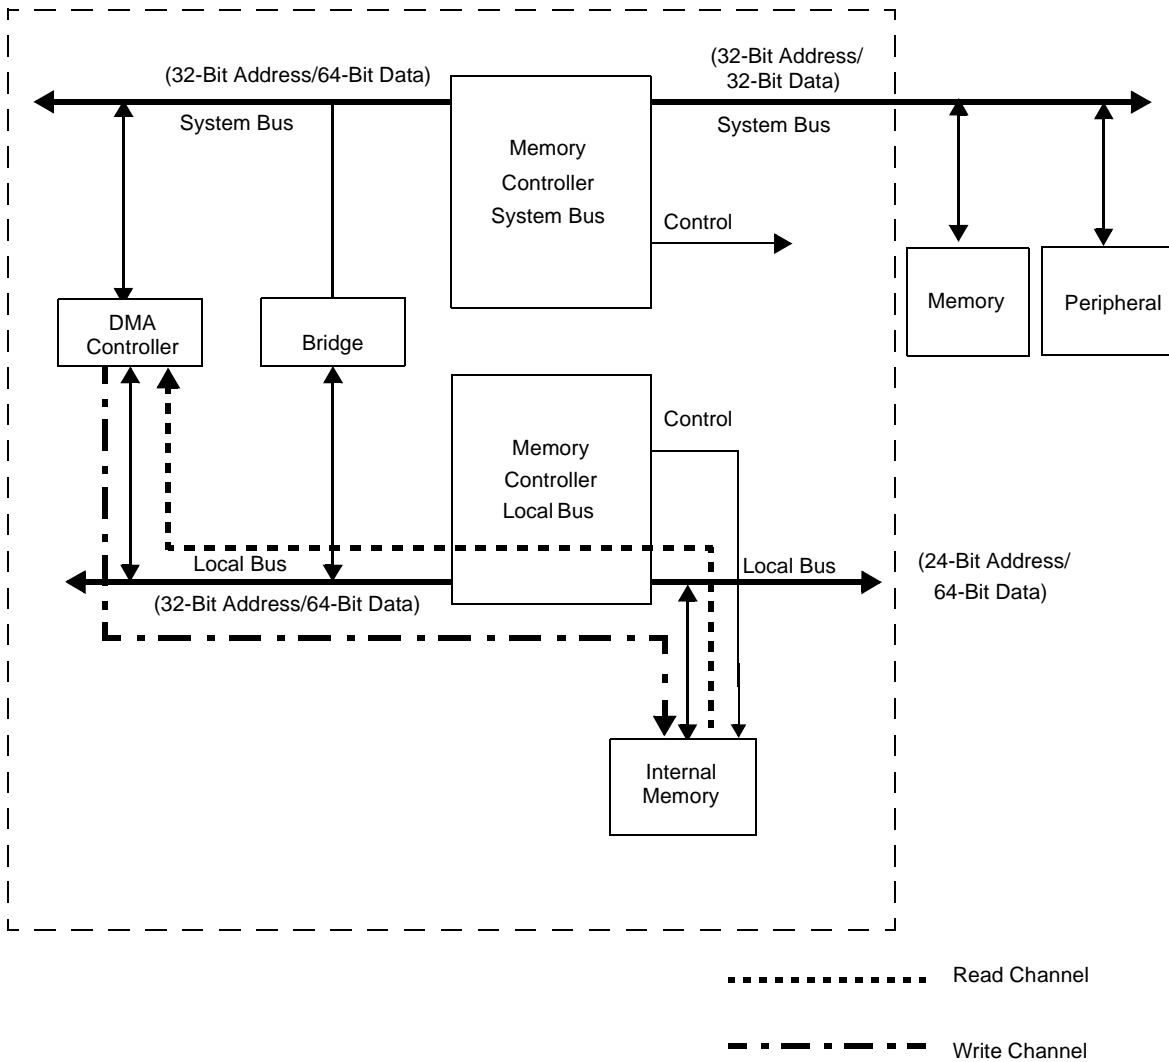 (32-Bit Address/64-Bit Data)
System Bus
Memory
Controller
System Bus
(32-Bit Address/
32-Bit Data)
System Bus
Control
Memory
Peripheral
DMA
Controller
Bridge
Memory
Controller
Local Bus
Control
Local Bus
(32-Bit Address/64-Bit Data)
Local Bus
(24-Bit Address/
64-Bit Data)
Internal
Memory
Read Channel
Write Channel